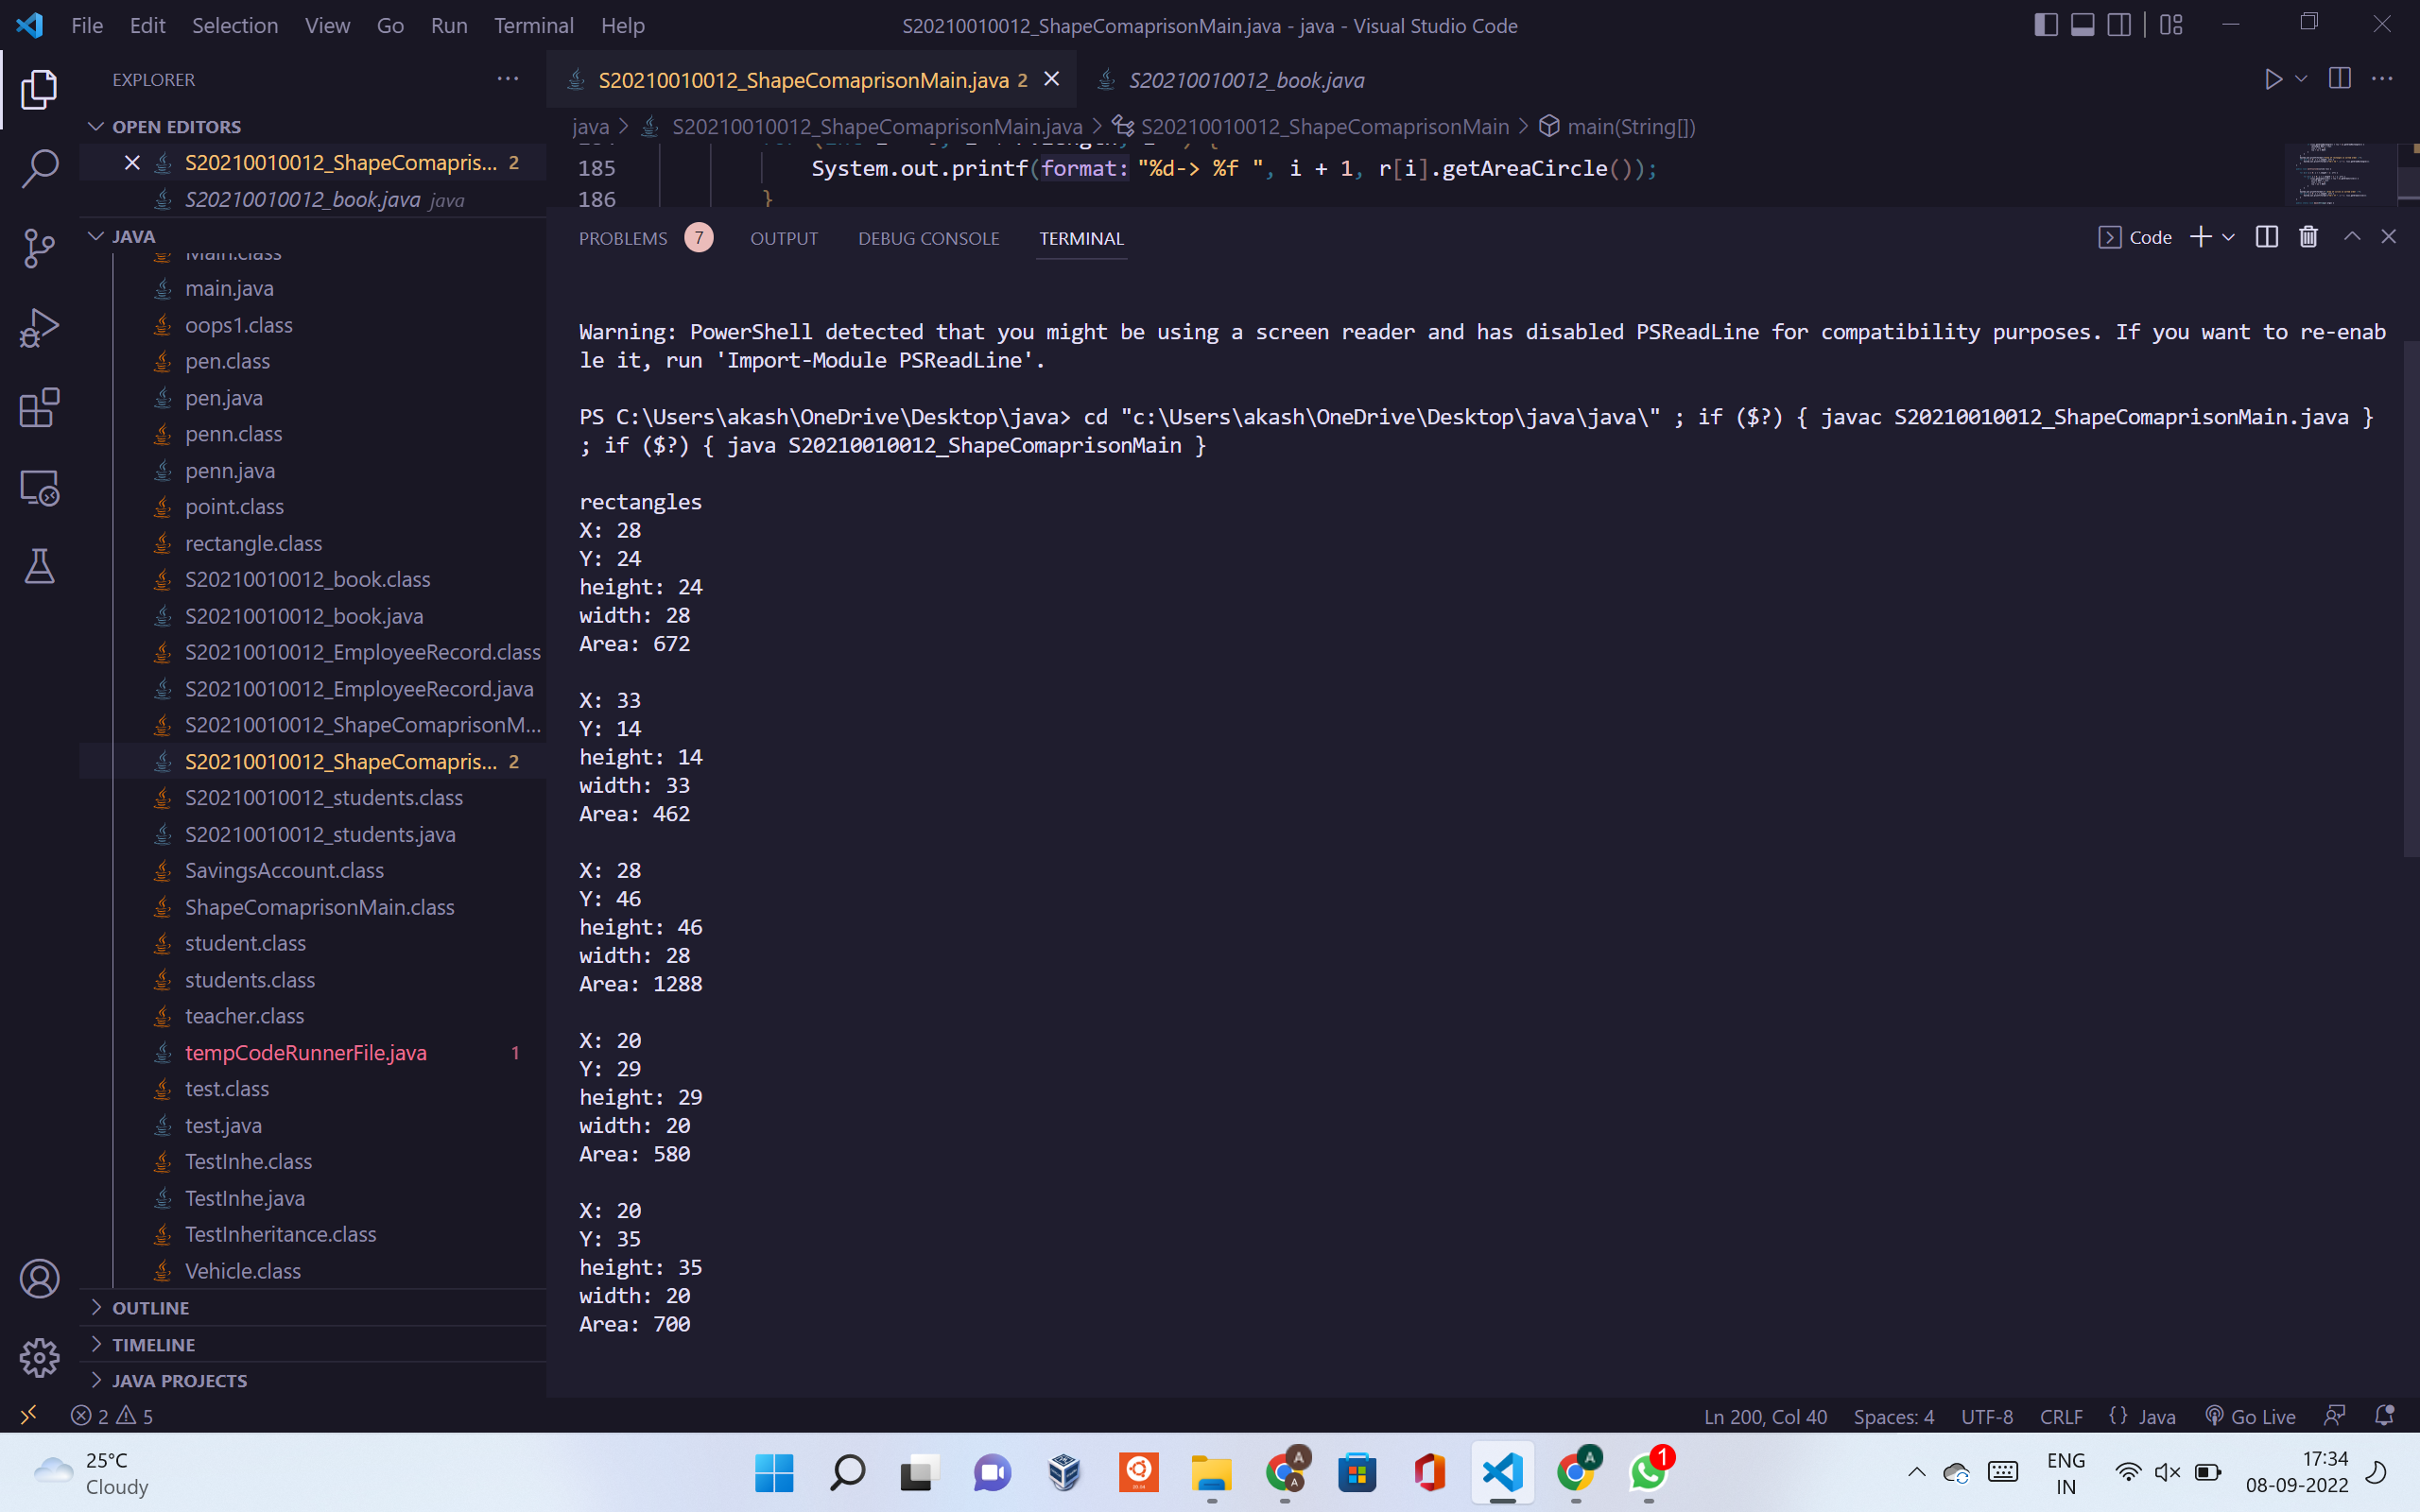 File Edit Selection View Go Run Terminal Help
S20210010012_ShapeComaprisonMain.java - java - Visual Studio Code
EXPLORER
OPEN EDITORS
S20210010012_ShapeComapris... 2
S20210010012_book.java java
JAVA
Main.class
main.java
oops1.class
pen.class
pen.java
penn.class
penn.java
point.class
rectangle.class
S20210010012_book.class
S20210010012_book.java
S20210010012_EmployeeRecord.class
S20210010012_EmployeeRecord.java
S20210010012_ShapeComaprisonM...
S20210010012_ShapeComapris... 2
S20210010012_students.class
S20210010012_students.java
SavingsAccount.class
ShapeComaprisonMain.class
student.class
students.class
teacher.class
tempCodeRunnerFile.java 1
test.class
test.java
TestInhe.class
TestInhe.java
TestInheritance.class
Vehicle.class
OUTLINE
TIMELINE
JAVA PROJECTS
S20210010012_ShapeComaprisonMain.java 2
S20210010012_book.java
java > S20210010012_ShapeComaprisonMain.java > S20210010012_ShapeComaprisonMain > main(String[])
185 System.out.printf(format: "%d-> %f ", i + 1, r[i].getAreaCircle());
186 }
PROBLEMS 7 OUTPUT DEBUG CONSOLE TERMINAL
Code
Warning: PowerShell detected that you might be using a screen reader and has disabled PSReadLine for compatibility purposes. If you want to re-enab
le it, run 'Import-Module PSReadLine'.
PS C:\Users\akash\OneDrive\Desktop\java> cd "c:\Users\akash\OneDrive\Desktop\java\java\" ; if ($?) { javac S20210010012_ShapeComaprisonMain.java }
; if ($?) { java S20210010012_ShapeComaprisonMain }
rectangles
X: 28
Y: 24
height: 24
width: 28
Area: 672
X: 33
Y: 14
height: 14
width: 33
Area: 462
X: 28
Y: 46
height: 46
width: 28
Area: 1288
X: 20
Y: 29
height: 29
width: 20
Area: 580
X: 20
Y: 35
height: 35
width: 20
Area: 700
2 5
Ln 200, Col 40 Spaces: 4 UTF-8 CRLF {} Java Go Live
25°C
Cloudy
A
A
A
1
ENG
IN
17:34
08-09-2022